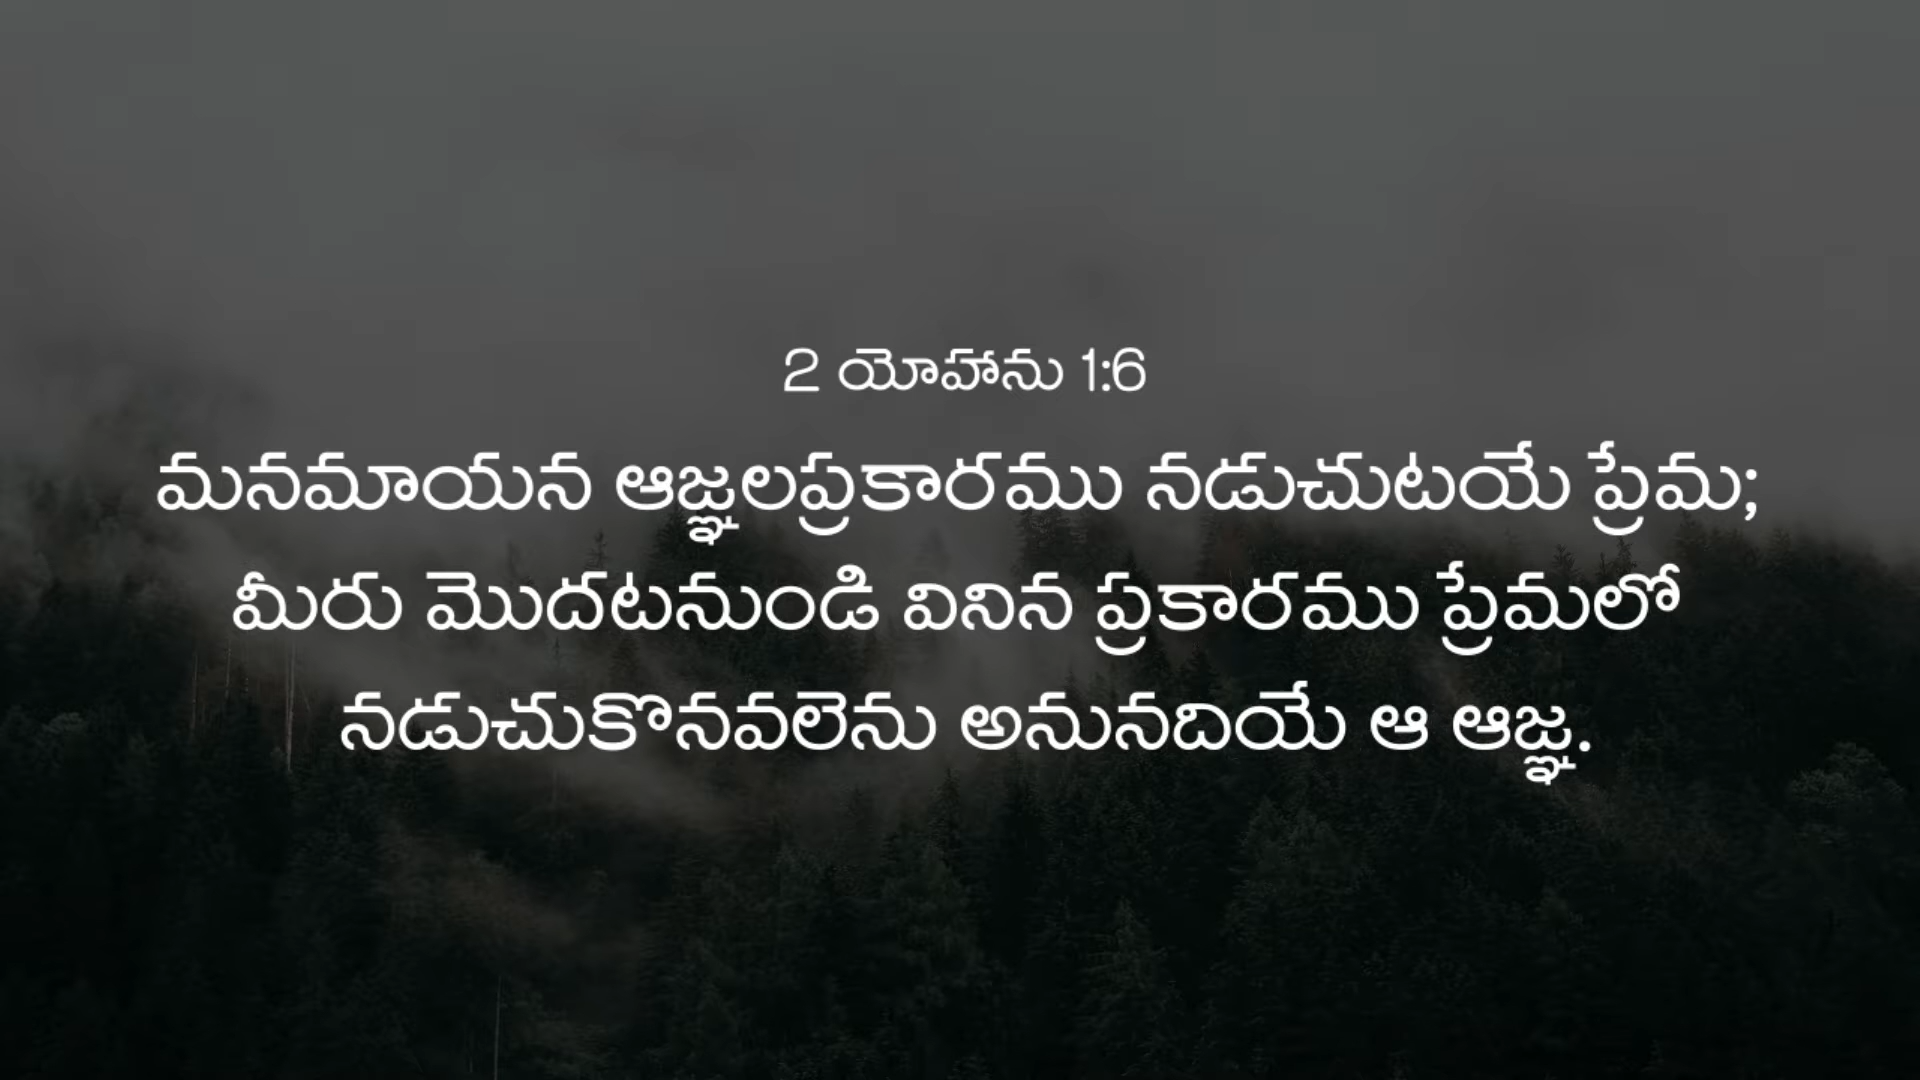 2 యోహాను 1:6
మనమాయన ఆజ్ఞలప్రకారము నడుచుటయే ప్రేమ;
మీరు మొదటనుండి వినిన ప్రకారము ప్రేమలో
నడుచుకొనవలెను అనునదియే ఆ ఆజ్ఞ.